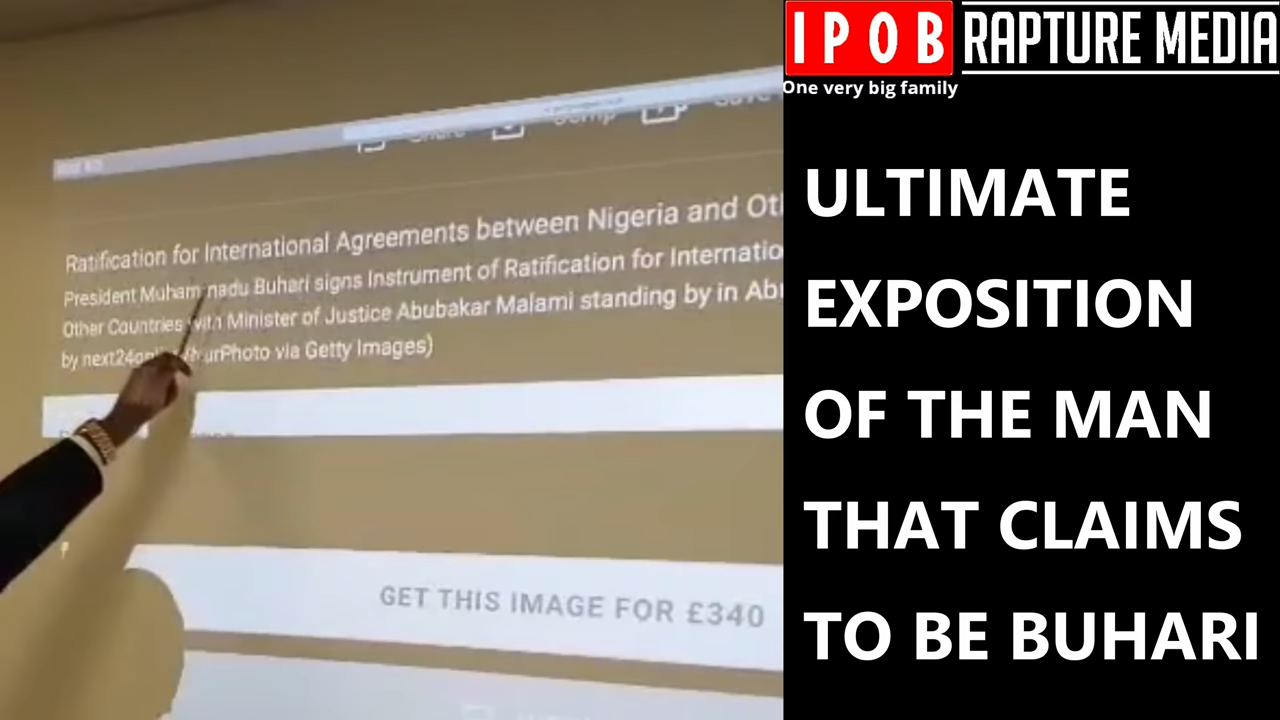 IPOB RAPTURE MEDIA
One very big family
ULTIMATE
EXPOSITION
OF THE MAN
THAT CLAIMS
TO BE BUHARI
Share
Ratification for International Agreements between Nigeria and
President Muhammadu Buhari signs Instrument of Ratification for
Other Countries with Minister of Justice Abubakar Malami standing by in
by via Getty Images)
GET THIS IMAGE FOR £340